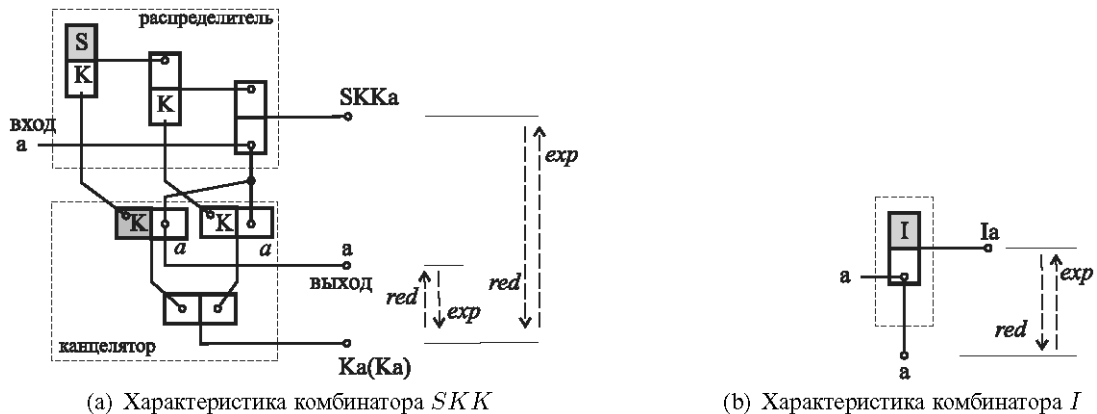 распределитель
S
K
K
SKKa
вход
a
exp
K
K
a
a
a
выход
red
exp
red
канцелятор
Ka(Ka)
I
Ia
a
exp
red
a
(a) Характеристика комбинатора SKK
(b) Характеристика комбинатора I